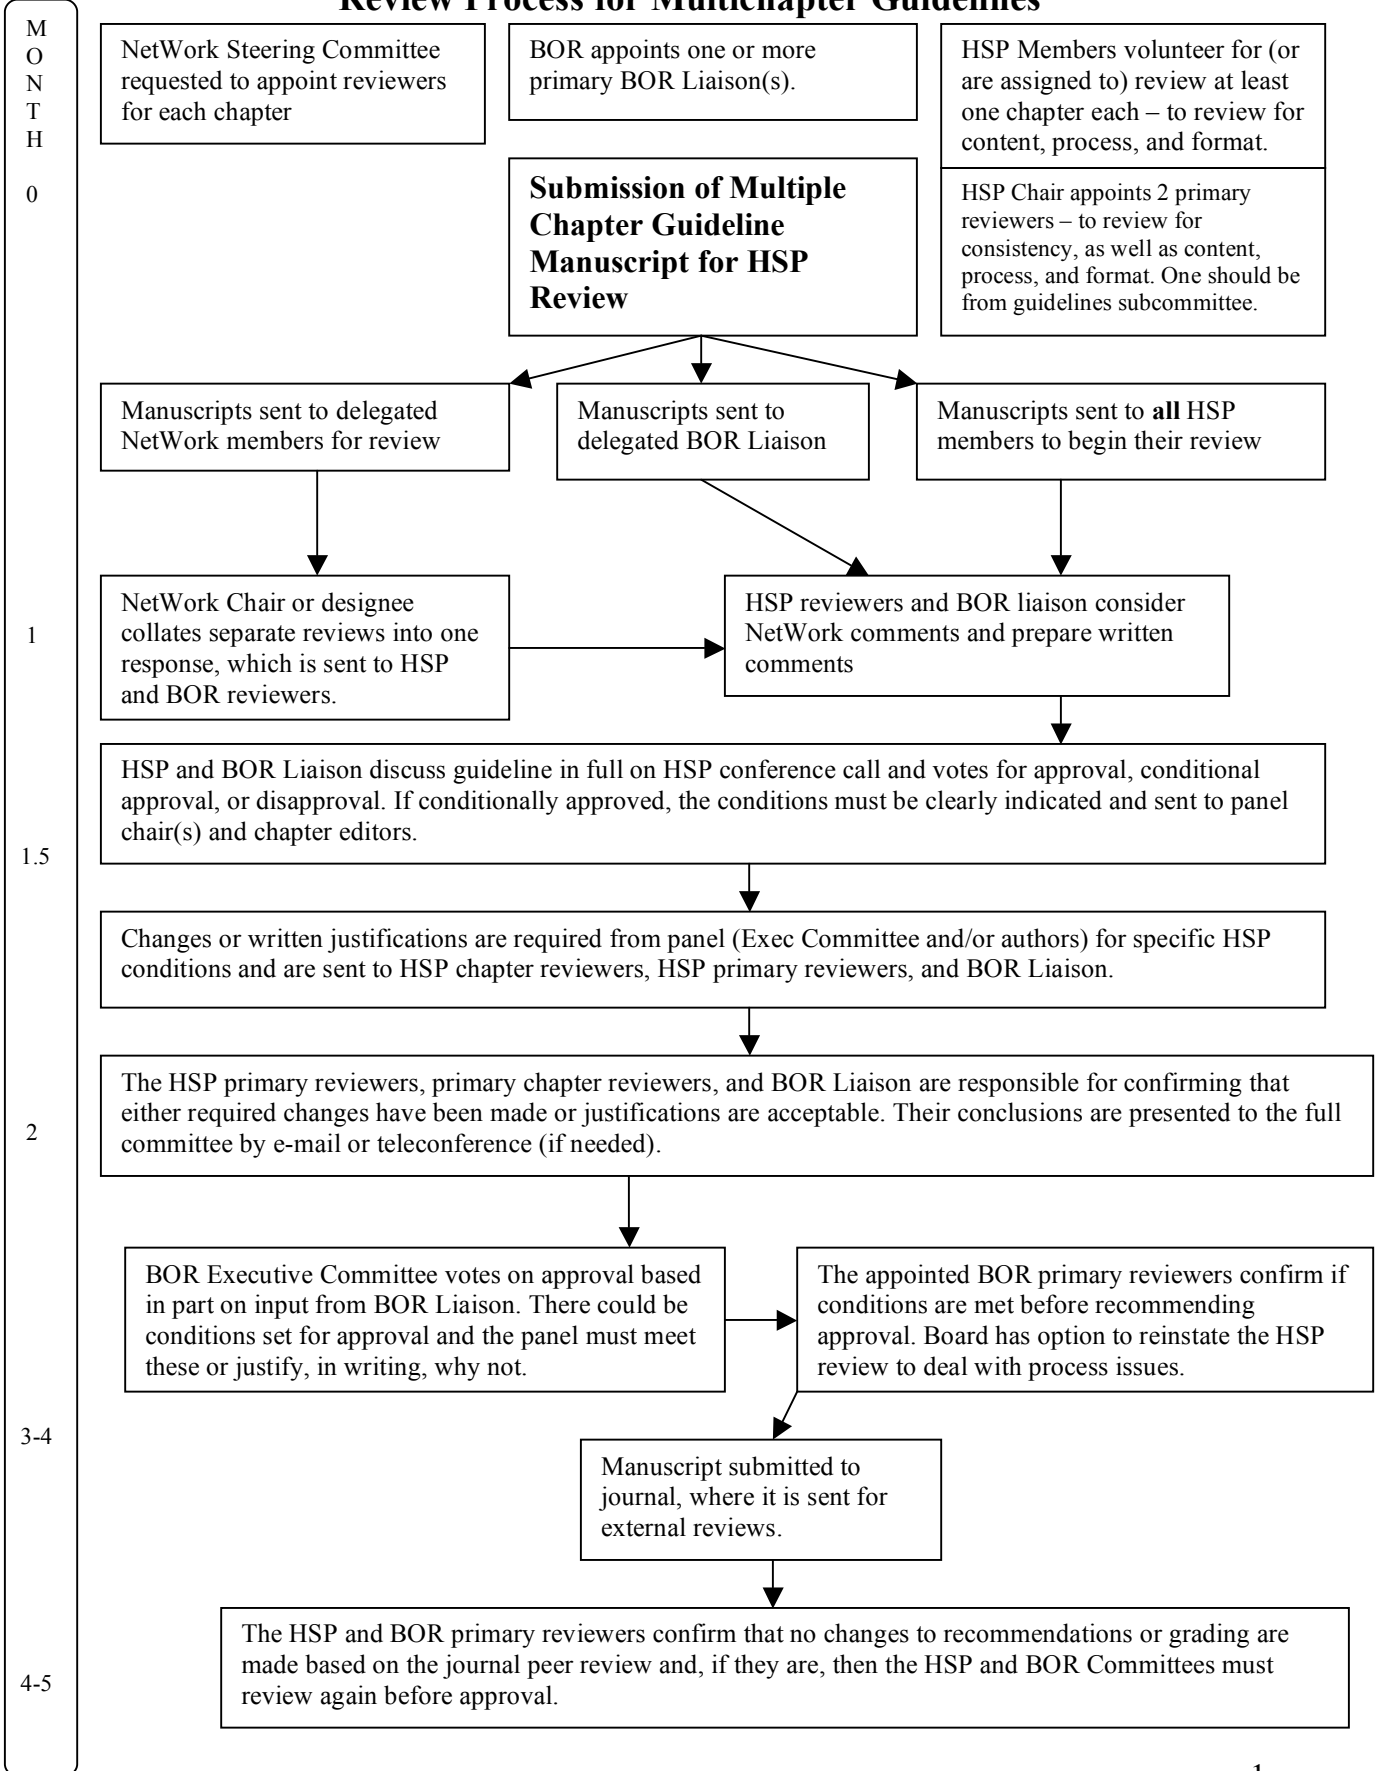 Review Process for Multichapter Guidelines
M
O
N
T
H
0
NetWork Steering Committee
requested to appoint reviewers
for each chapter
BOR appoints one or more
primary BOR Liaison(s).
HSP Members volunteer for (or
are assigned to) review at least
one chapter each – to review for
content, process, and format.
HSP Chair appoints 2 primary
reviewers – to review for
consistency, as well as content,
process, and format. One should be
from guidelines subcommittee.
Submission of Multiple
Chapter Guideline
Manuscript for HSP
Review
Manuscripts sent to delegated
NetWork members for review
Manuscripts sent to
delegated BOR Liaison
Manuscripts sent to all HSP
members to begin their review
1
NetWork Chair or designee
collates separate reviews into one
response, which is sent to HSP
and BOR reviewers.
HSP reviewers and BOR liaison consider
NetWork comments and prepare written
comments
HSP and BOR Liaison discuss guideline in full on HSP conference call and votes for approval, conditional
approval, or disapproval. If conditionally approved, the conditions must be clearly indicated and sent to panel
chair(s) and chapter editors.
1.5
Changes or written justifications are required from panel (Exec Committee and/or authors) for specific HSP
conditions and are sent to HSP chapter reviewers, HSP primary reviewers, and BOR Liaison.
The HSP primary reviewers, primary chapter reviewers, and BOR Liaison are responsible for confirming that
either required changes have been made or justifications are acceptable. Their conclusions are presented to the full
committee by e-mail or teleconference (if needed).
2
BOR Executive Committee votes on approval based
in part on input from BOR Liaison. There could be
conditions set for approval and the panel must meet
these or justify, in writing, why not.
The appointed BOR primary reviewers confirm if
conditions are met before recommending
approval. Board has option to reinstate the HSP
review to deal with process issues.
3-4
Manuscript submitted to
journal, where it is sent for
external reviews.
The HSP and BOR primary reviewers confirm that no changes to recommendations or grading are
made based on the journal peer review and, if they are, then the HSP and BOR Committees must
review again before approval.
4-5
1